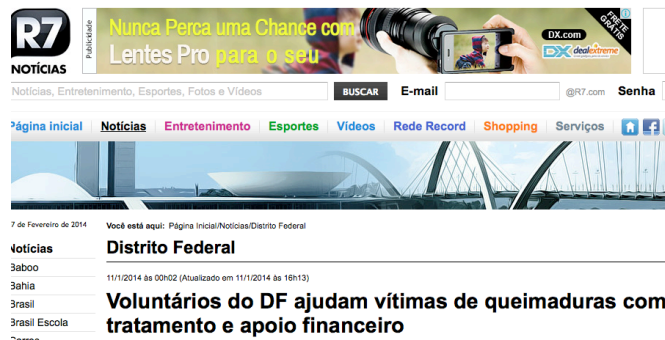 R7
NOTÍCIAS
Publicidade
Nunca Perca uma Chance com
Lentes Pro para o seu
FRETE
GRÁTIS
DX.com
DX dealextreme
Notícias, Entretenimento, Esportes, Fotos e Vídeos
BUSCAR
E-mail
@R7.com
Senha
Página inicial
Notícias
Entretenimento
Esportes
Vídeos
Rede Record
Shopping
Serviços
7 de Fevereiro de 2014
Você está aqui: Página Inicial/Notícias/Distrito Federal
Notícias
Distrito Federal
Baboo
11/1/2014 às 00h02 (Atualizado em 11/1/2014 às 16h13)
Bahia
Brasil
Voluntários do DF ajudam vítimas de queimaduras com
Brasil Escola
tratamento e apoio financeiro